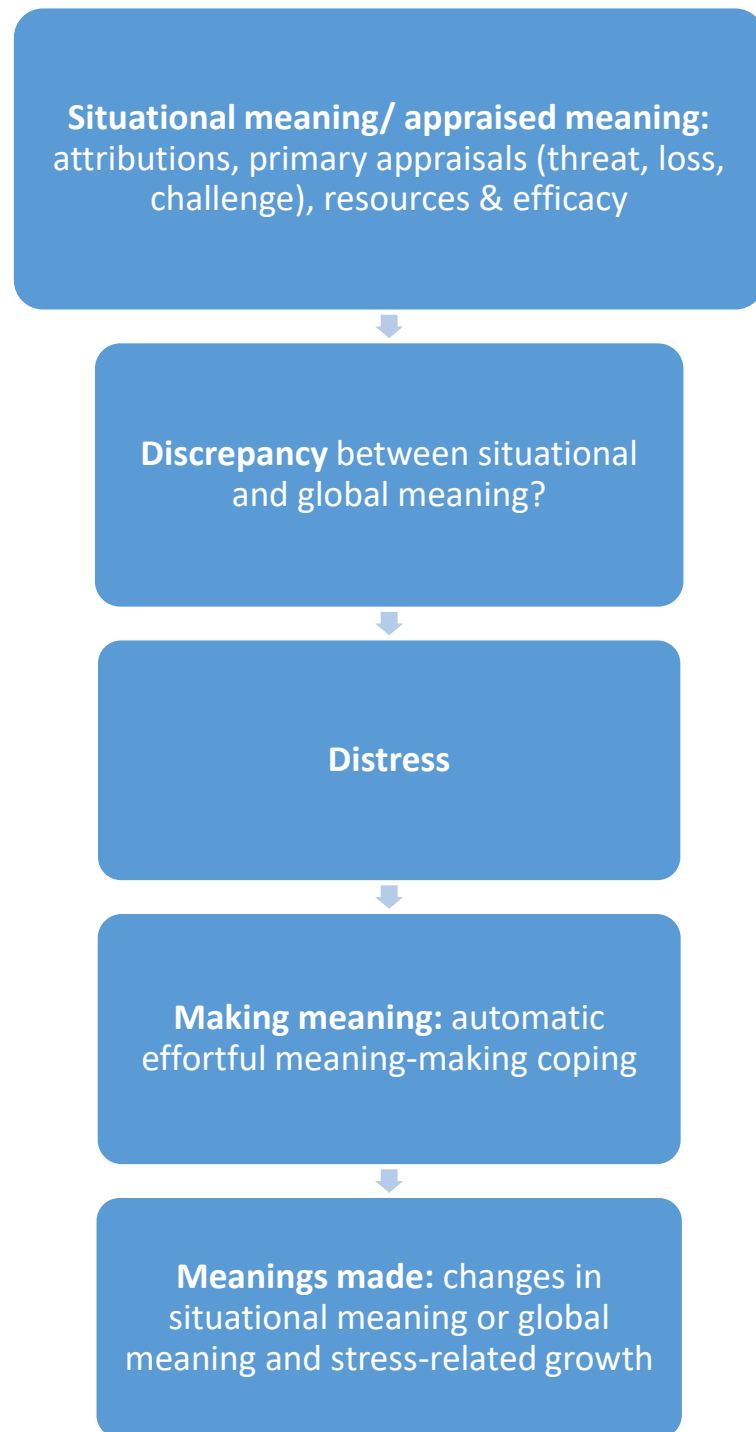 Situational meaning/ appraised meaning:
attributions, primary appraisals (threat, loss,
challenge), resources & efficacy
Discrepancy between situational
and global meaning?
Distress
Making meaning: automatic
effortful meaning-making coping
Meanings made: changes in
situational meaning or global
meaning and stress-related growth